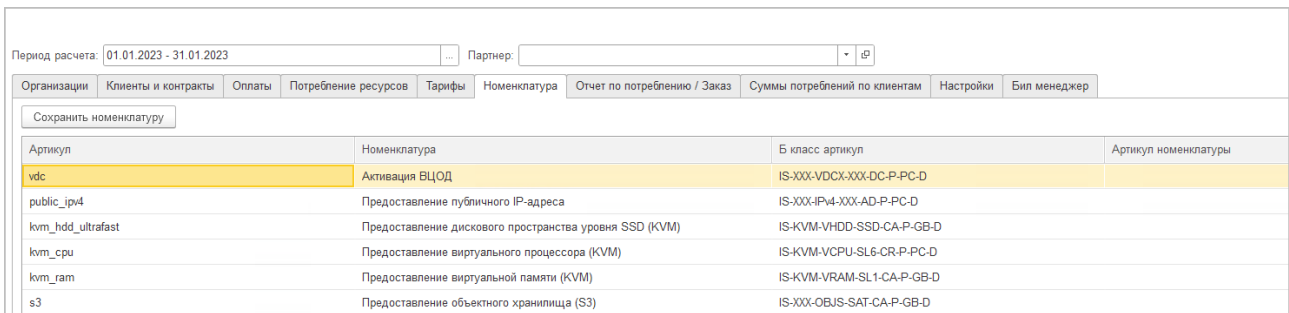 Период расчета: 01.01.2023 - 31.01.2023 ... Партнер:
Организации Клиенты и контракты Оплаты Потребление ресурсов Тарифы Номенклатура Отчет по потреблению / Заказ Суммы потреблений по клиентам Настройки Бил менеджер
Сохранить номенклатуру
Артикул Номенклатура Б класс артикул Артикул номенклатуры
vdc Активация ВЦОД IS-XXX-VDCX-XXX-DC-P-PC-D
public_ipv4 Предоставление публичного IP-адреса IS-XXX-IPv4-XXX-AD-P-PC-D
kvm_hdd_ultrafast Предоставление дискового пространства уровня SSD (KVM) IS-KVM-VHDD-SSD-CA-P-GB-D
kvm_cpu Предоставление виртуального процессора (KVM) IS-KVM-VCPU-SL6-CR-P-PC-D
kvm_ram Предоставление виртуальной памяти (KVM) IS-KVM-VRAM-SL1-CA-P-GB-D
s3 Предоставление объектного хранилища (S3) IS-XXX-OBJS-SAT-CA-P-GB-D